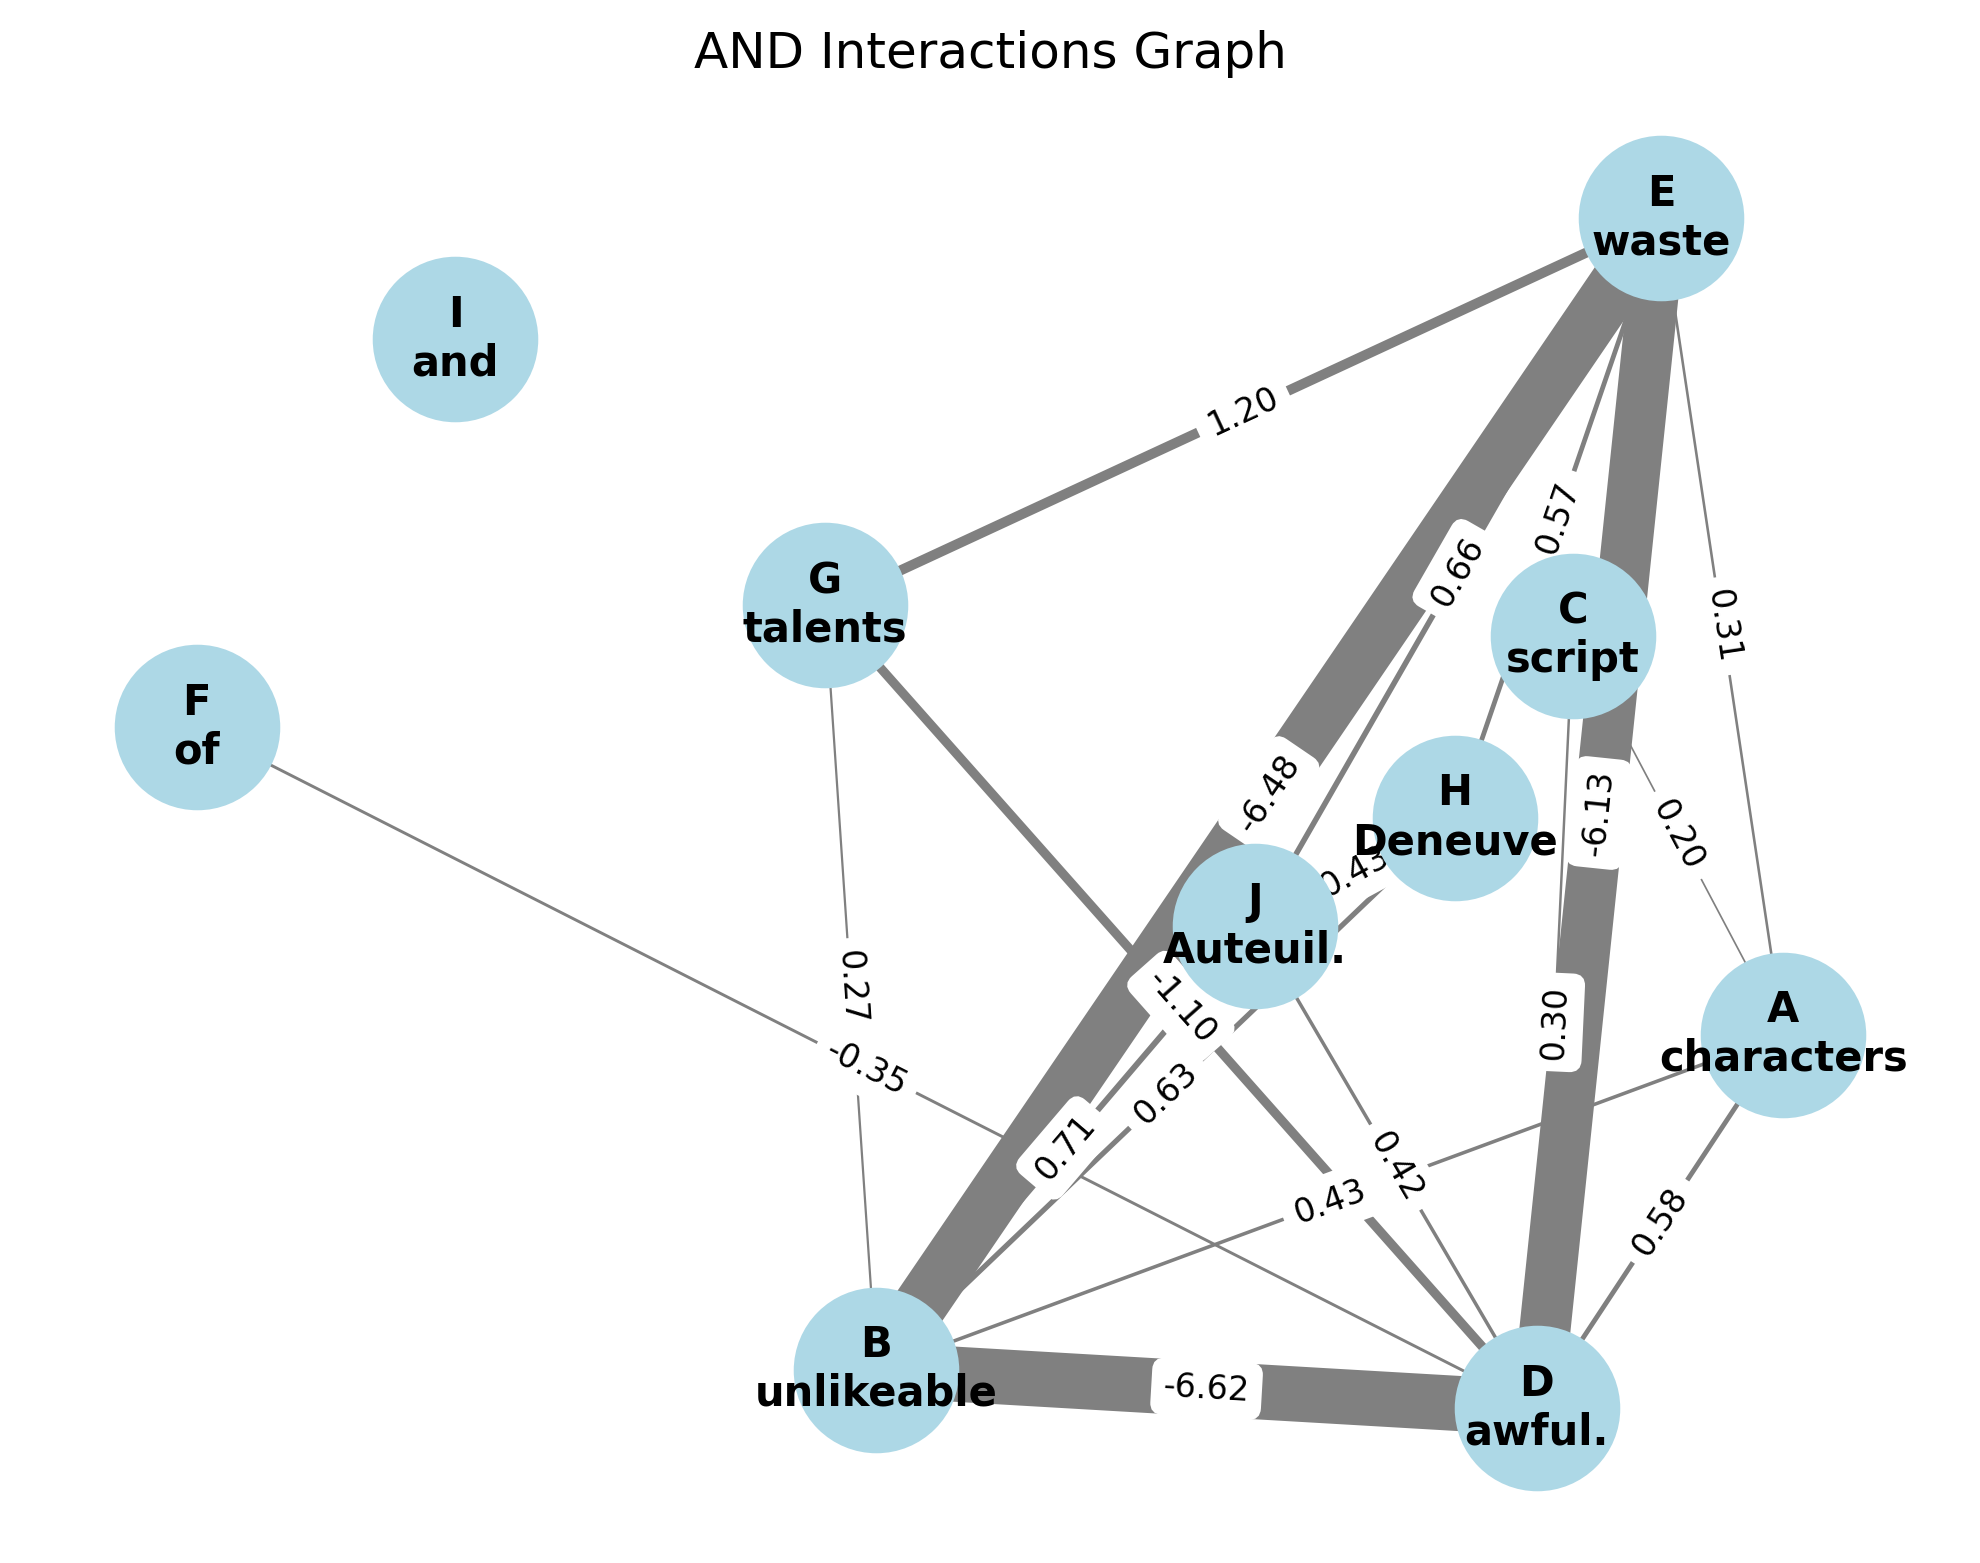 AND Interactions Graph
E
waste
I
and
1.20
0.57
0.66
G
talents
C
script
0.31
F
of
-6.48
H
Deneuve
-6.13
0.20
0.43
J
Auteuil.
0.27
-1.10
0.30
A
characters
-0.35
0.63
0.71
0.42
0.43
0.58
B
unlikeable
-6.62
D
awful.